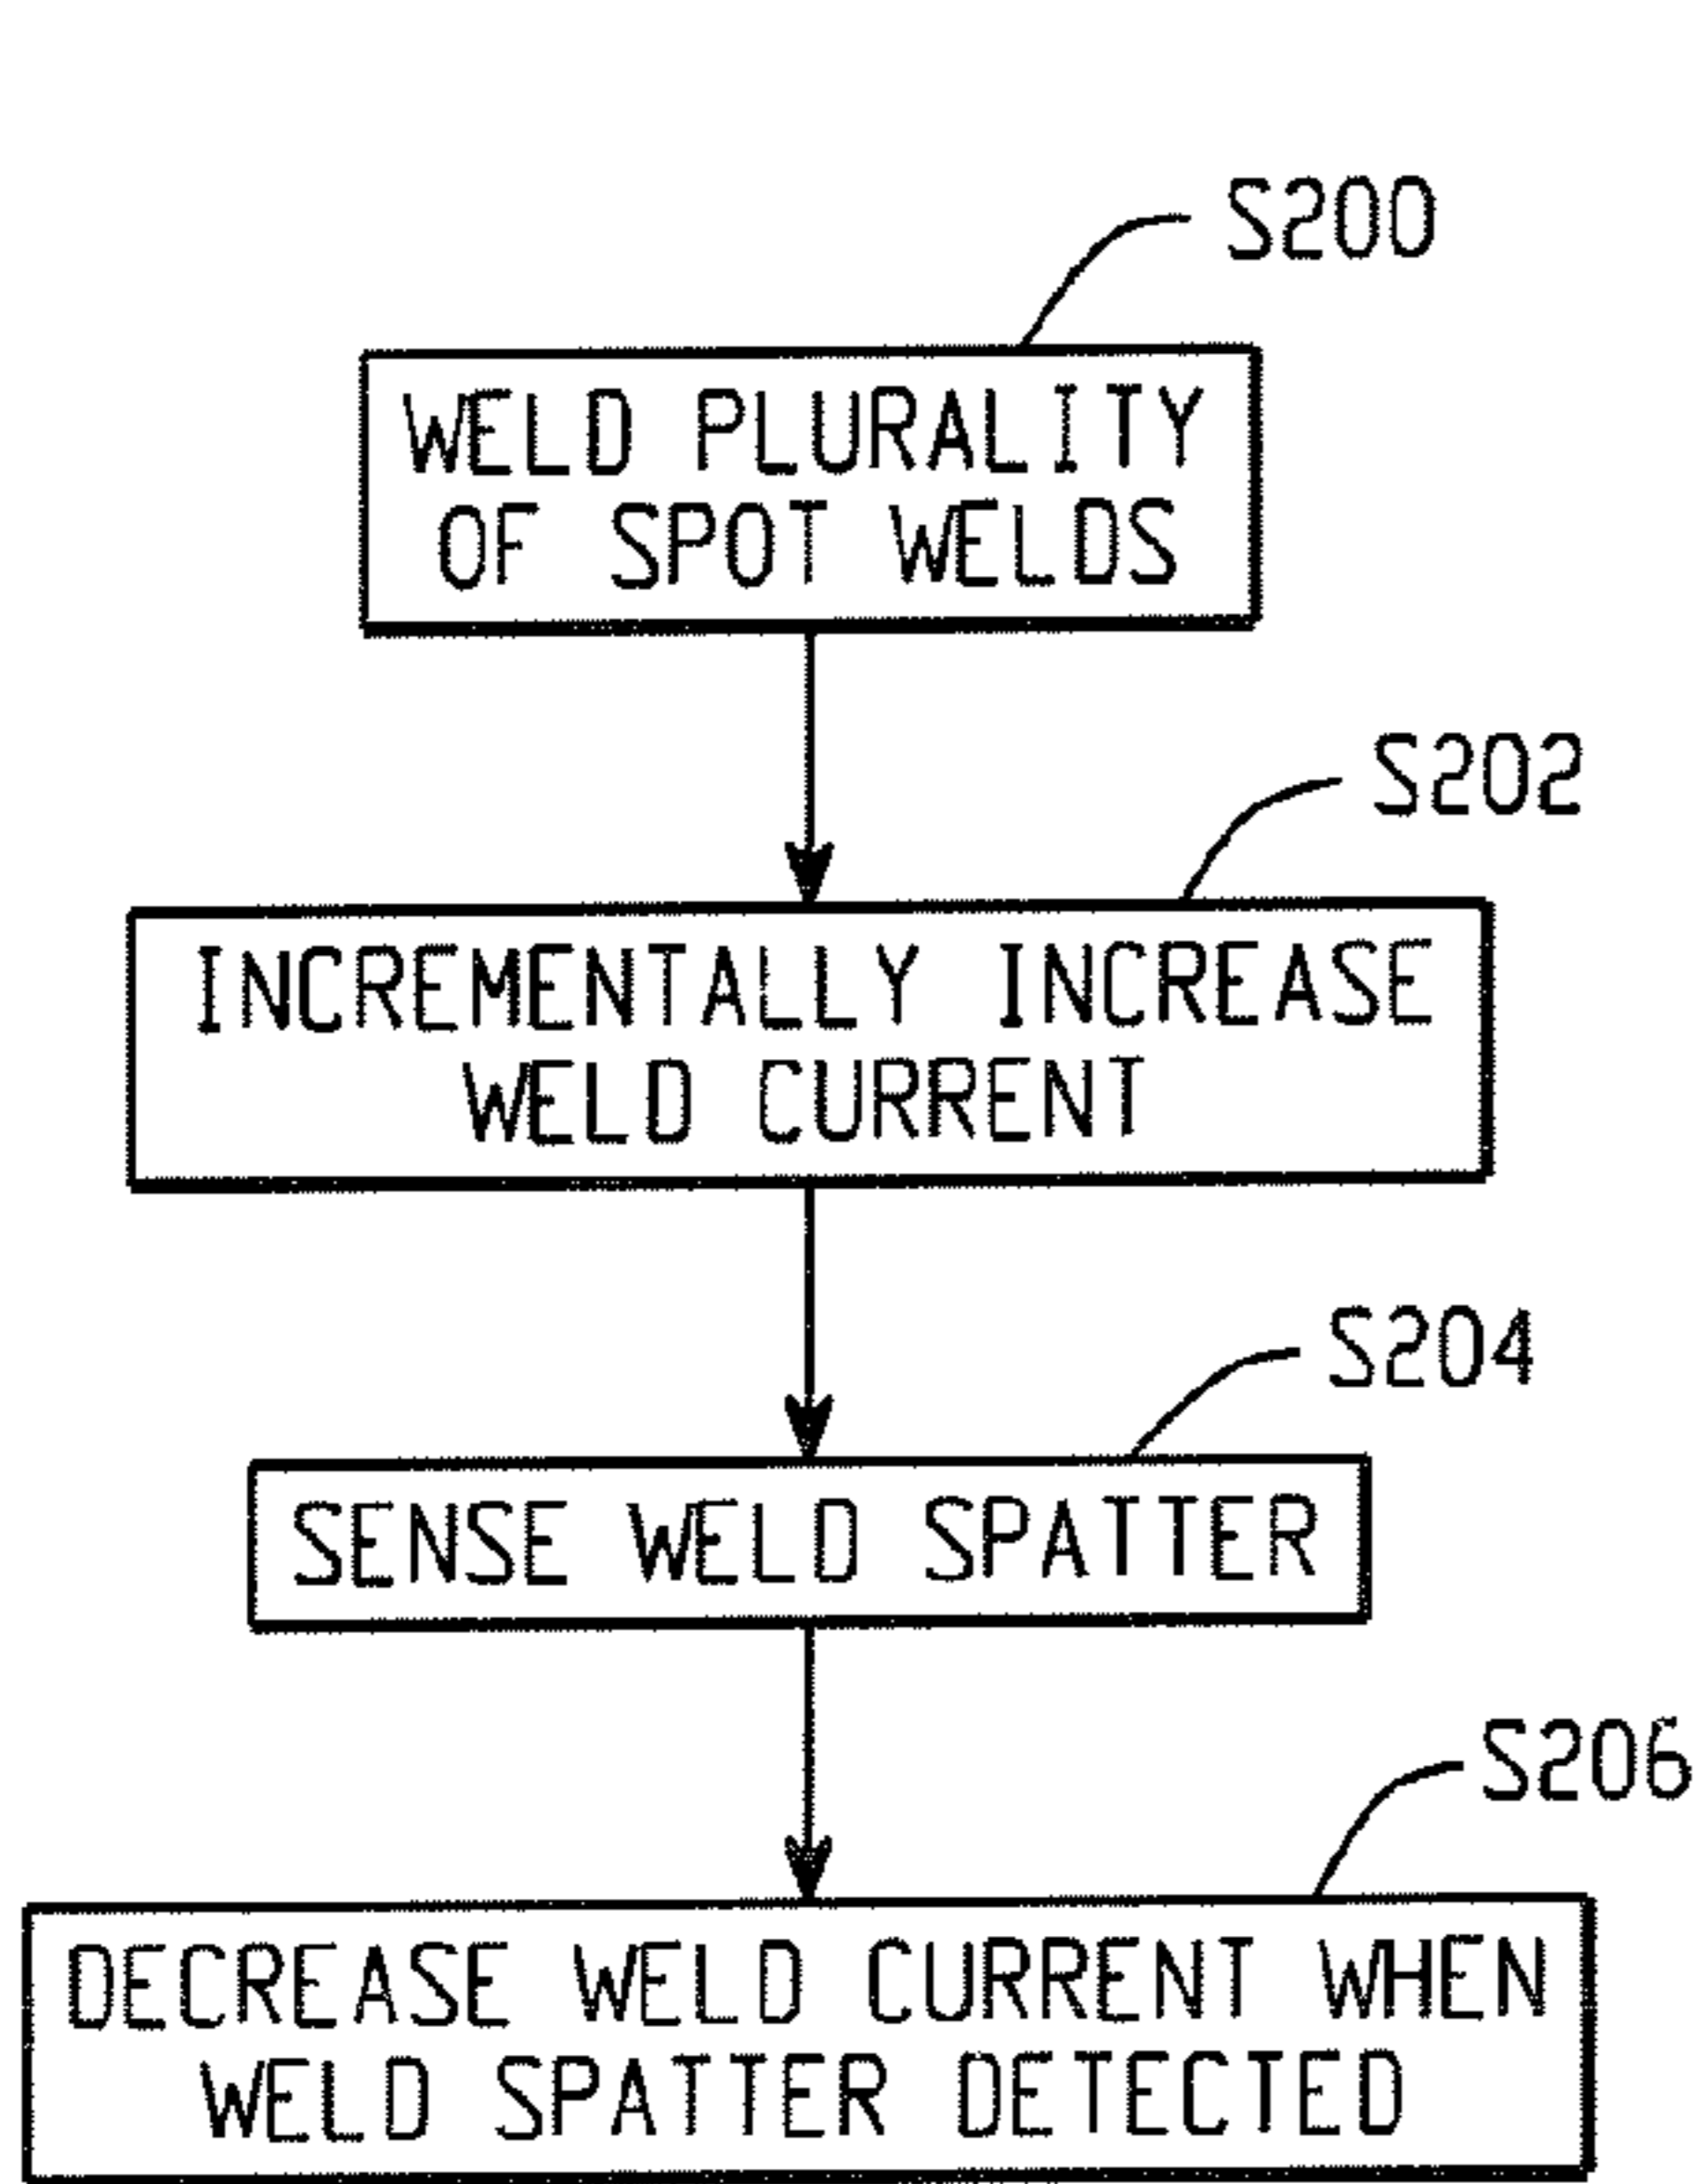 S200
WELD PLURALITY
OF SPOT WELDS
S202
INCREMENTALLY INCREASE
WELD CURRENT
S204
SENSE WELD SPATTER
S206
DECREASE WELD CURRENT WHEN
WELD SPATTER DETECTED